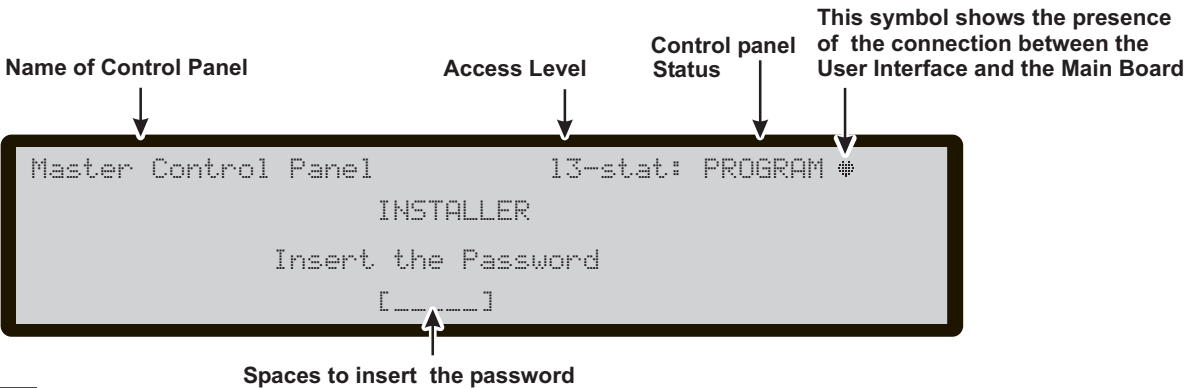 This symbol shows the presence
of the connection between the
User Interface and the Main Board
Control panel
Status
Name of Control Panel
Access Level
Master Control Panel l3-stat: PROGRAM
INSTALLER
Insert the Password
[_____]
Spaces to insert the password